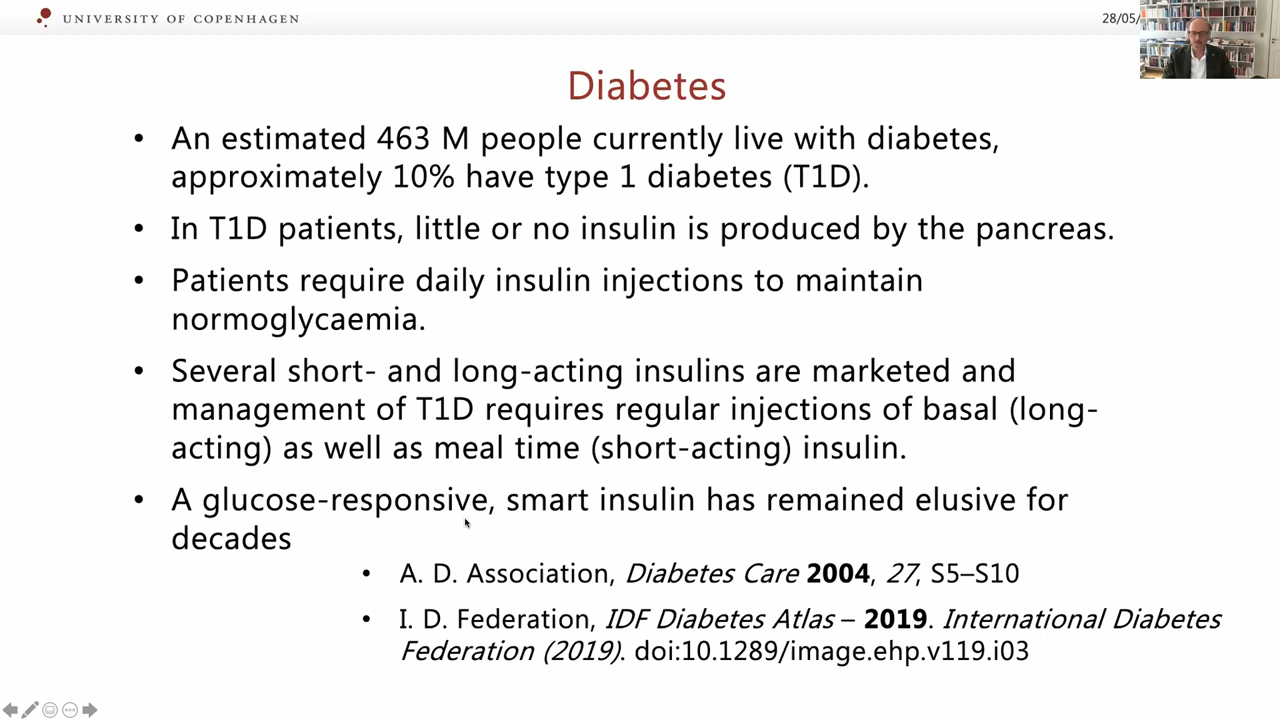 UNIVERSITY OF COPENHAGEN
28/05/
Diabetes
• An estimated 463 M people currently live with diabetes,
approximately 10% have type 1 diabetes (T1D).
• In T1D patients, little or no insulin is produced by the pancreas.
• Patients require daily insulin injections to maintain
normoglycaemia.
• Several short- and long-acting insulins are marketed and
management of T1D requires regular injections of basal (long-
acting) as well as meal time (short-acting) insulin.
• A glucose-responsive, smart insulin has remained elusive for
decades
• A. D. Association, Diabetes Care 2004, 27, S5–S10
• I. D. Federation, IDF Diabetes Atlas – 2019. International Diabetes
Federation (2019). doi:10.1289/image.ehp.v119.i03